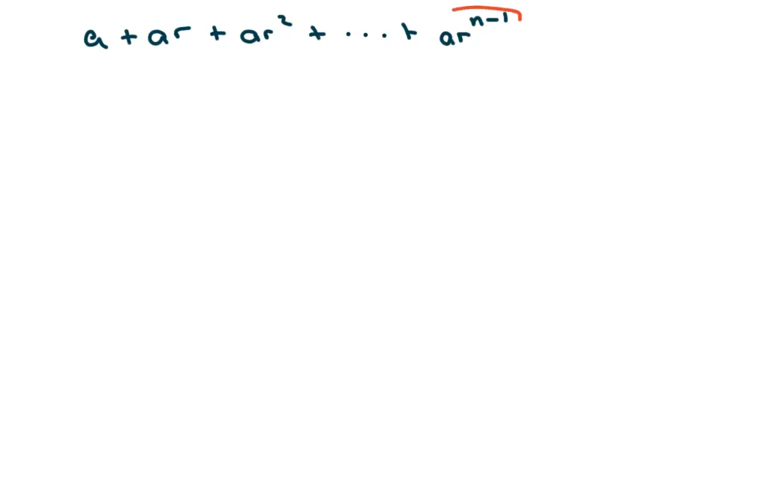 a + ar + ar² + ... + arⁿ⁻¹